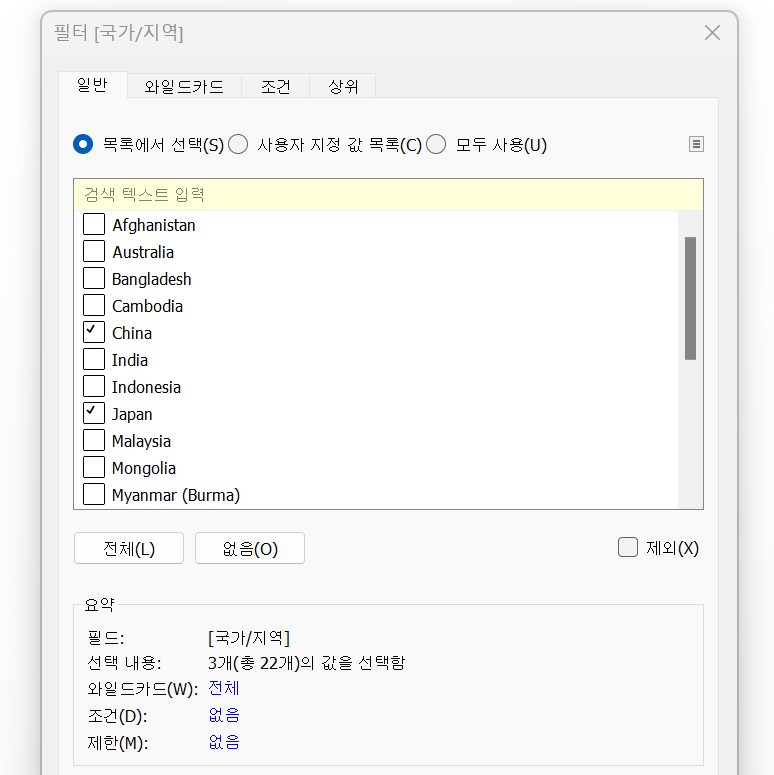 필터 [국가/지역]
일반 와일드카드 조건 상위
목록에서 선택(S) 사용자 지정 값 목록(C) 모두 사용(U)
검색 텍스트 입력
Afghanistan
Australia
Bangladesh
Cambodia
China
India
Indonesia
Japan
Malaysia
Mongolia
Myanmar (Burma)
전체(L) 없음(O) 제외(X)
요약
필드: [국가/지역]
선택 내용: 3개(총 22개)의 값을 선택함
와일드카드(W): 전체
조건(D): 없음
제한(M): 없음